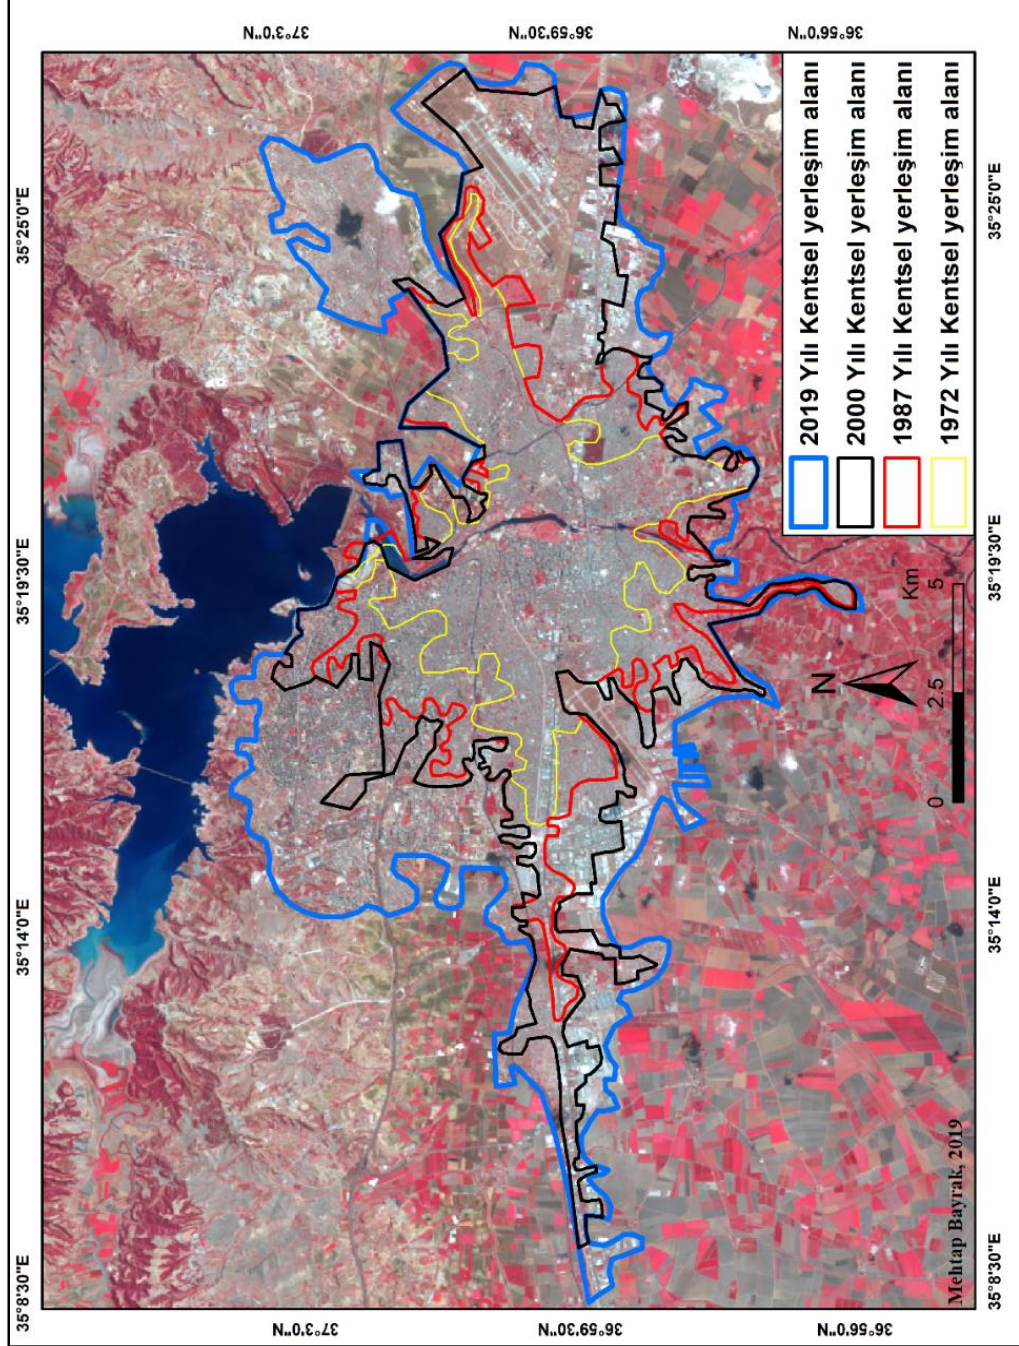 35°8'30"E
35°14'0"E
35°19'30"E
35°25'0"E
37°3'0"N
36°59'30"N
36°56'0"N
37°3'0"N
36°59'30"N
36°56'0"N
2019 Yılı Kentsel yerleşim alanı
2000 Yılı Kentsel yerleşim alanı
1987 Yılı Kentsel yerleşim alanı
1972 Yılı Kentsel yerleşim alanı
N
Km
0 2.5 5
Mehtap Bayrak, 2019
35°8'30"E
35°14'0"E
35°19'30"E
35°25'0"E